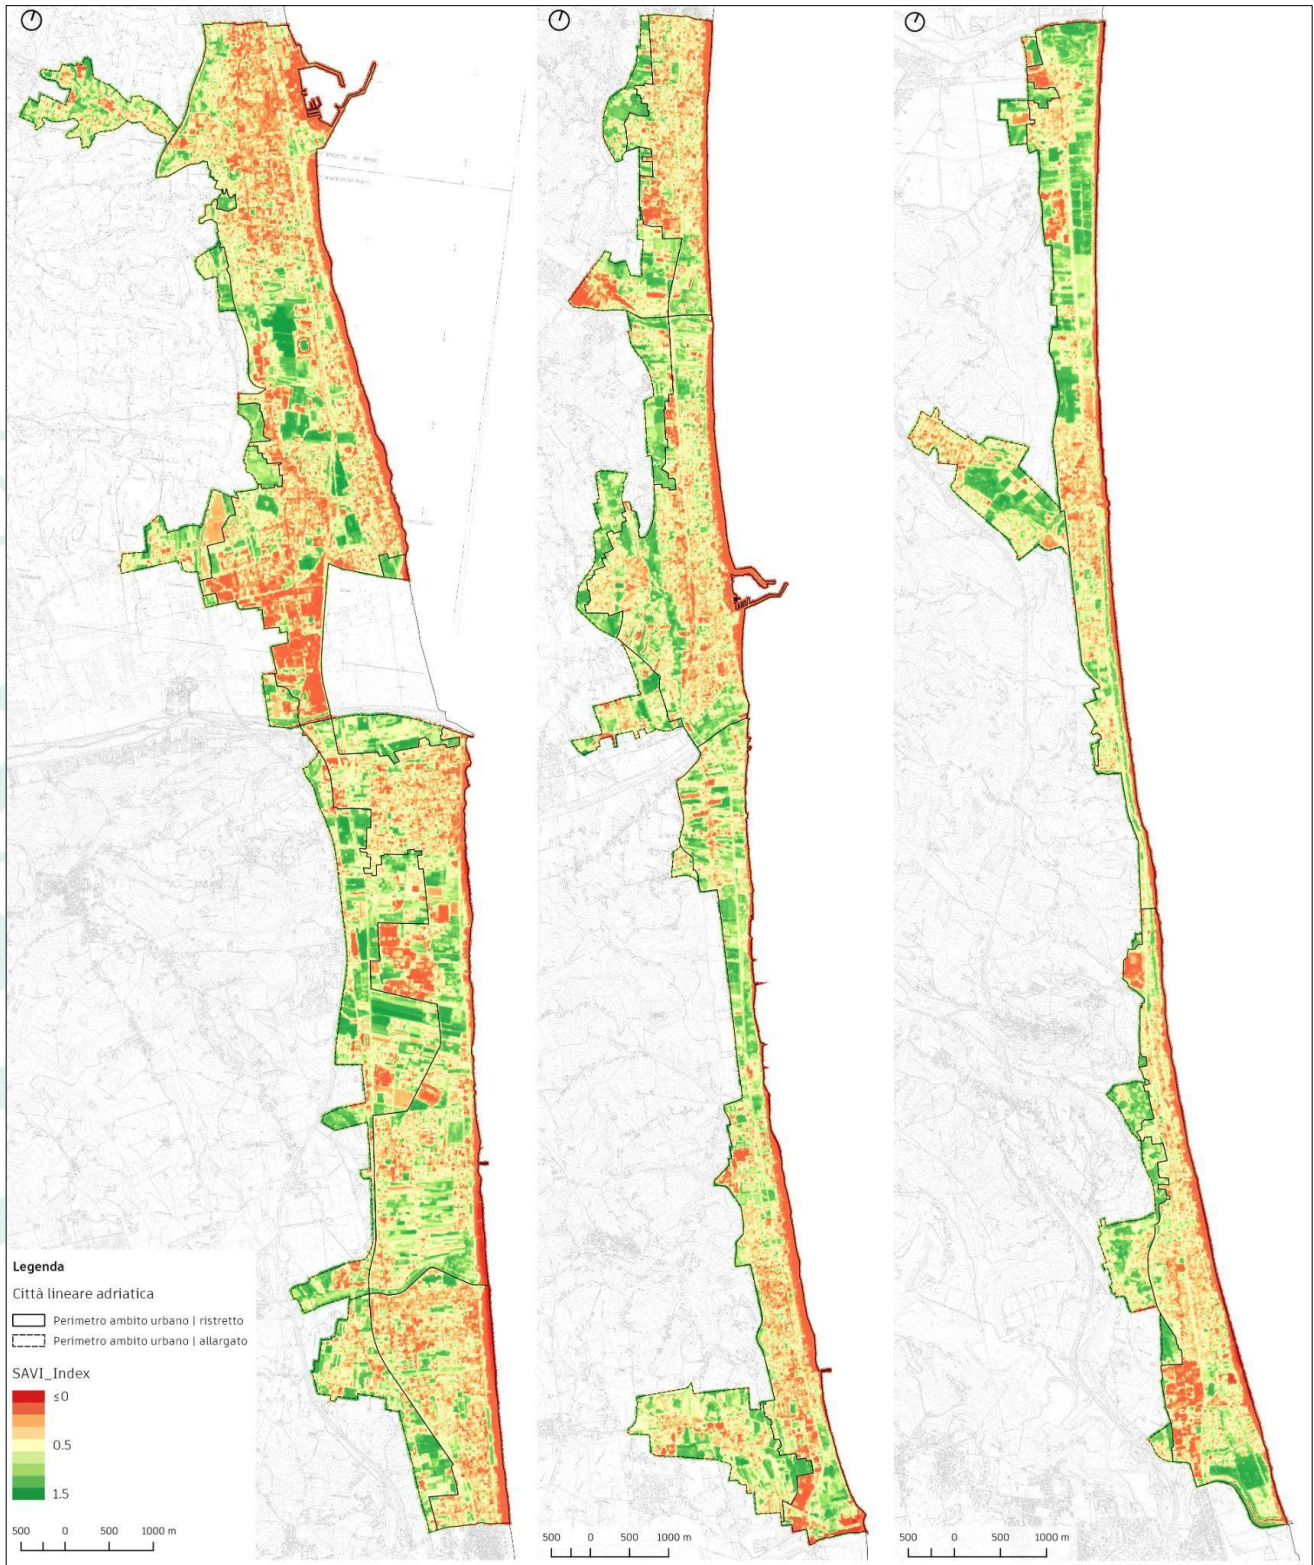 Legenda
Città lineare adriatica
Perimetro ambito urbano | ristretto
Perimetro ambito urbano | allargato
SAVI_Index
≤0
0.5
1.5
500 0 500 1000 m
500 0 500 1000 m
500 0 500 1000 m